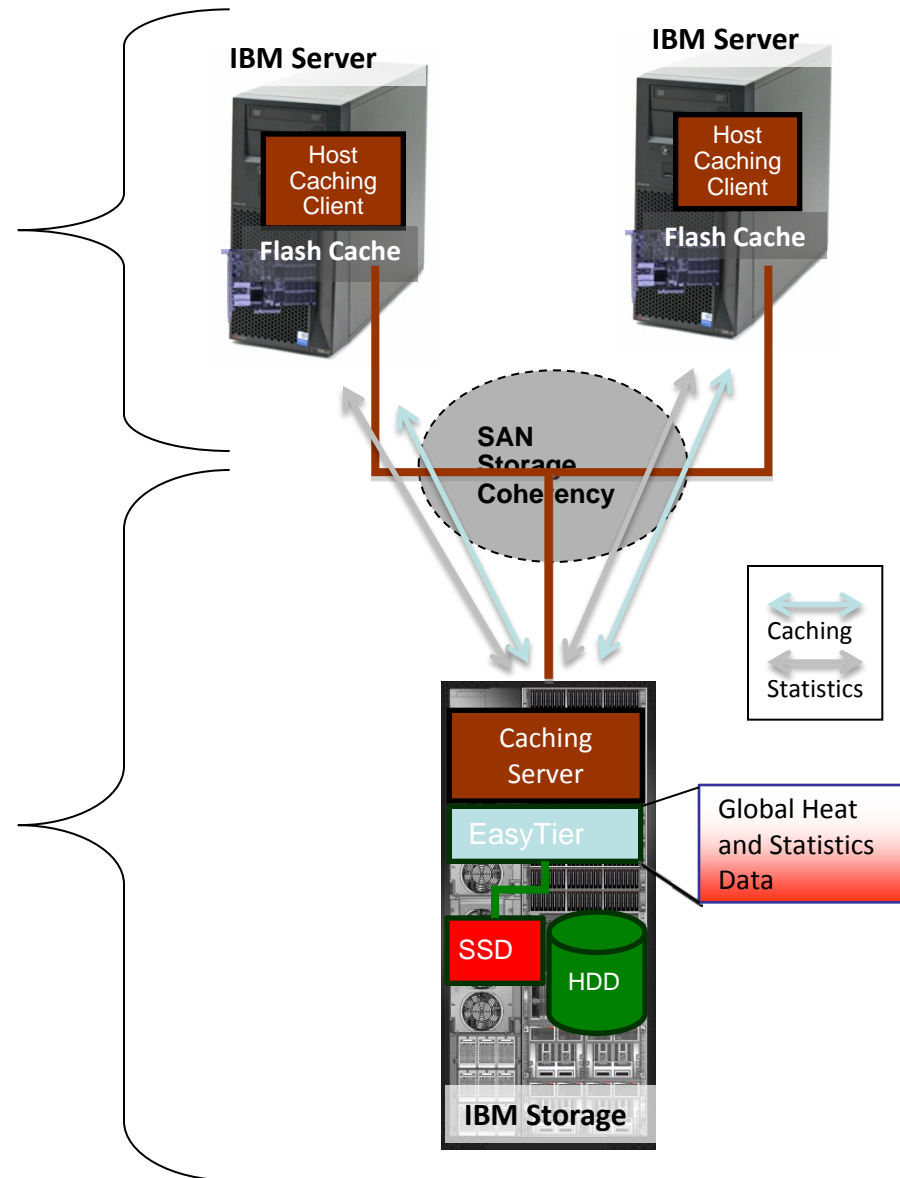 IBM Server
IBM Server
Host
Caching
Client
Host
Caching
Client
Flash Cache
Flash Cache
SAN
Storage
Coherency
Caching
Statistics
Caching
Server
EasyTier
Global Heat
and Statistics
Data
SSD
HDD
IBM Storage